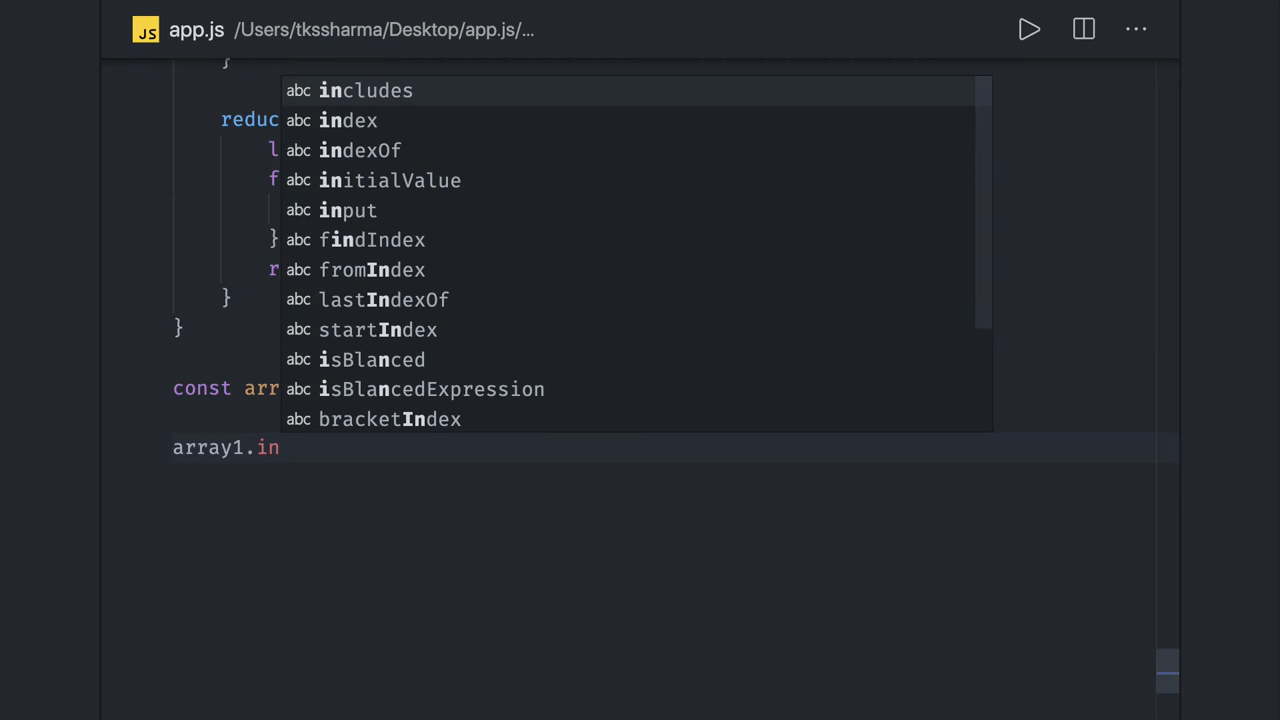 JS app.js /Users/tkssharma/Desktop/app.js/...
}
abc includes
reduc abc index
l abc indexOf
f abc initialValue
abc input
} abc findIndex
r abc fromIndex
} abc lastIndexOf
} abc startIndex
abc isBlanced
const arr abc isBlancedExpression
abc bracketIndex
array1.in